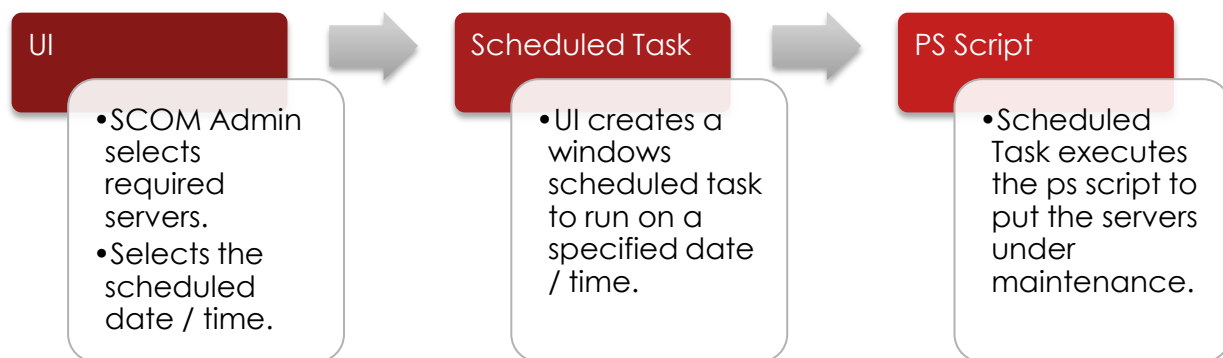 UI
•SCOM Admin
selects
required
servers.
•Selects the
scheduled
date / time.
Scheduled Task
•UI creates a
windows
scheduled task
to run on a
specified date
/ time.
PS Script
•Scheduled
Task executes
the ps script to
put the servers
under
maintenance.